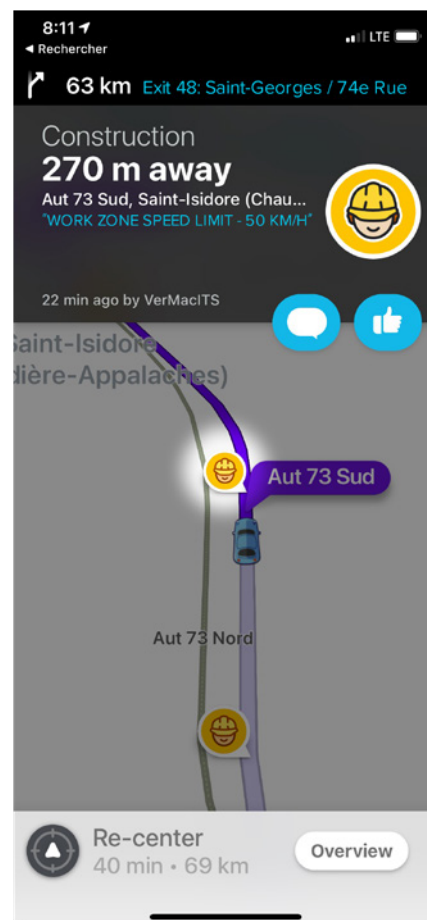 8:11
LTE
◄ Rechercher
63 km Exit 48: Saint-Georges / 74e Rue
Construction
270 m away
Aut 73 Sud, Saint-Isidore (Chau...
"WORK ZONE SPEED LIMIT - 50 KM/H"
22 min ago by VerMacITS
Saint-Isidore
dière-Appalaches)
Aut 73 Sud
Aut 73 Nord
Re-center
40 min • 69 km
Overview